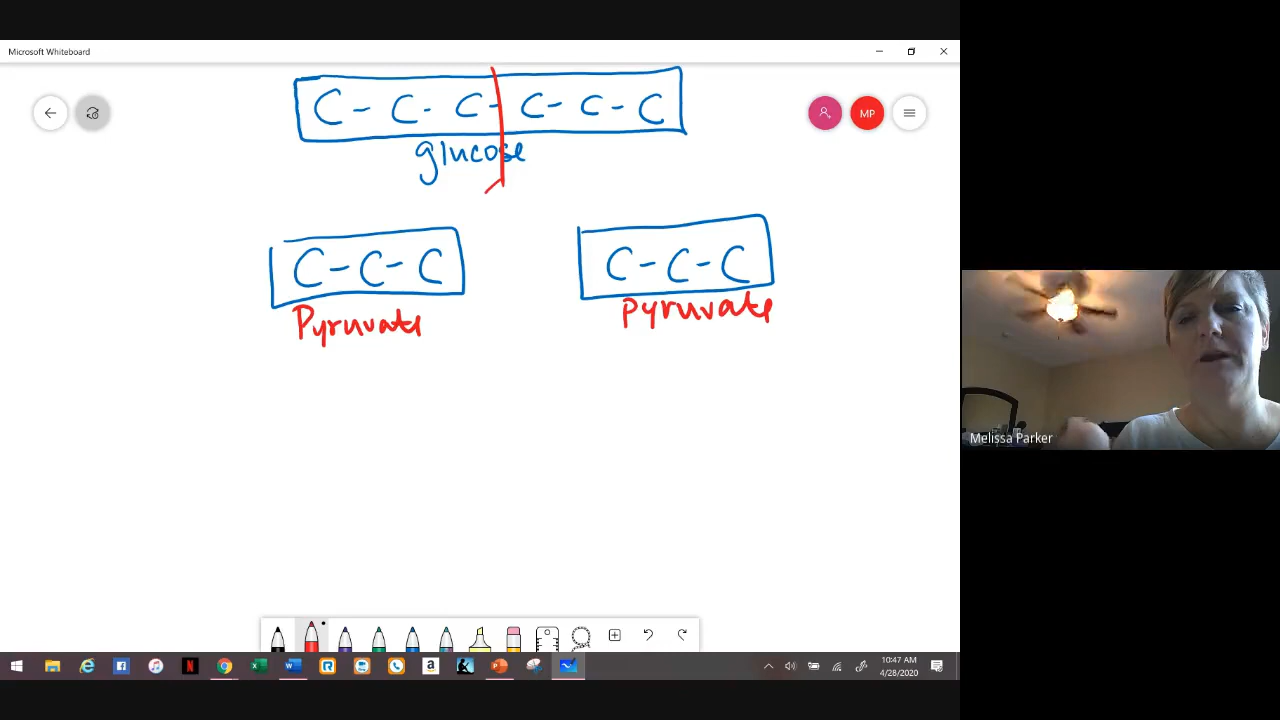 Microsoft Whiteboard
C - C - C - C - C - C
glucose
MP
C - C - C
C - C - C
Pyruvate
pyruvate
Melissa Parker
10:47 AM
4/28/2020